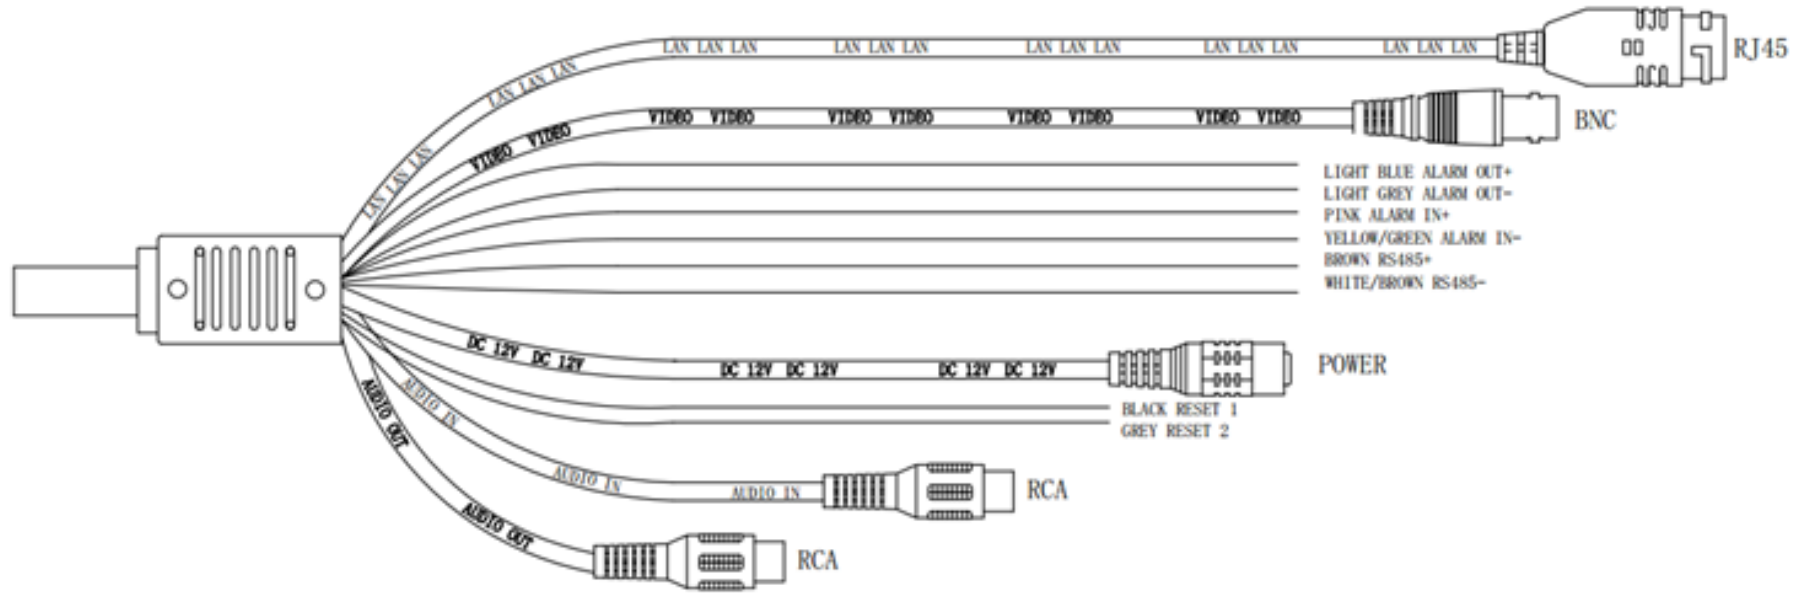 LAN LAN LAN LAN LAN LAN LAN LAN LAN LAN LAN LAN LAN LAN LAN LAN LAN LAN LAN LAN LAN RJ45
VIDEO VIDEO VIDEO VIDEO VIDEO VIDEO VIDEO VIDEO VIDEO VIDEO BNC
LIGHT BLUE ALARM OUT+
LIGHT GREY ALARM OUT-
PINK ALARM IN+
YELLOW/GREEN ALARM IN-
BROWN RS485+
WHITE/BROWN RS485-
DC 12V DC 12V DC 12V DC 12V DC 12V DC 12V POWER
BLACK RESET 1
GREY RESET 2
AUDIO IN AUDIO IN AUDIO IN RCA
AUDIO OUT AUDIO OUT RCA